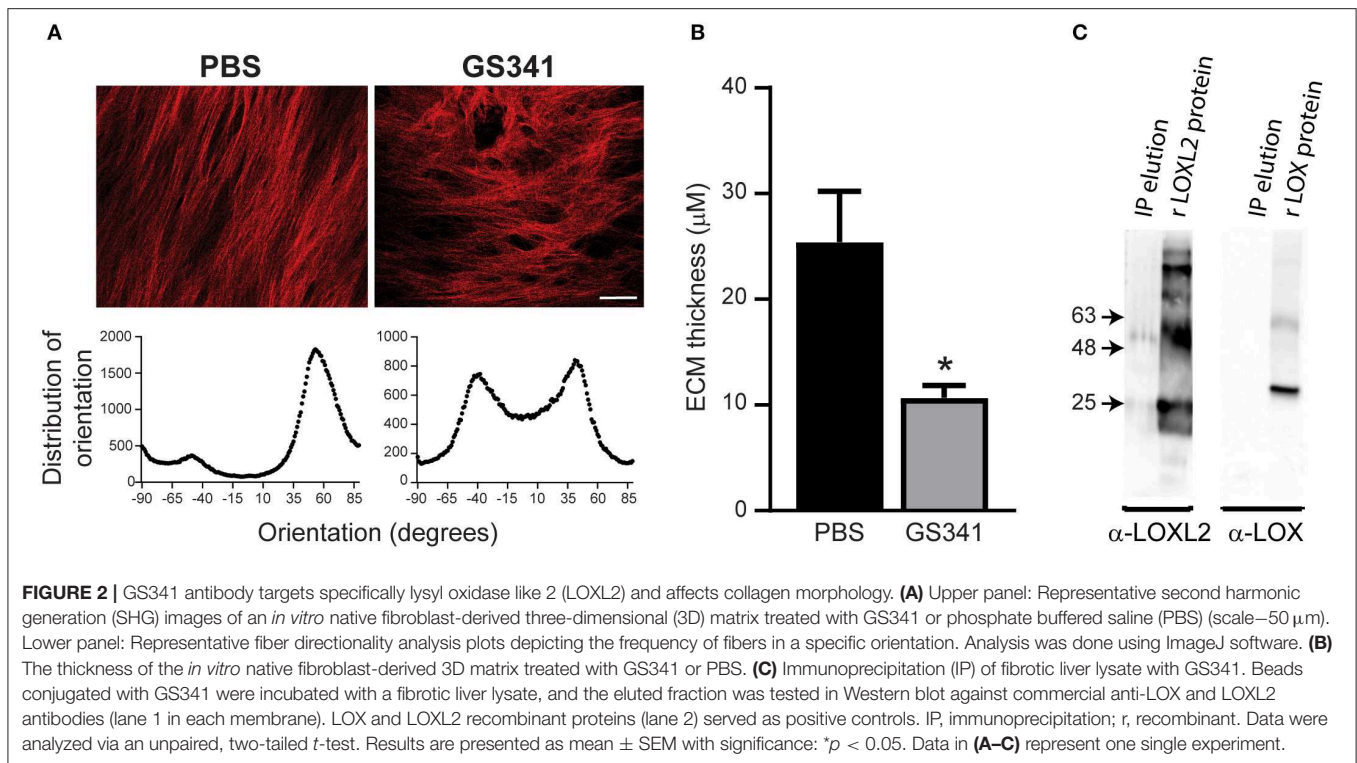 A
PBS GS341
Distribution of
orientation
2000
1500
1000
500
0
-90 -65 -40 -15 10 35 60 85
1000
800
600
400
200
0
-90 -65 -40 -15 10 35 60 85
Orientation (degrees)
B
ECM thickness (μM)
40
30
20
10
0
*
PBS GS341
C
IP elution
r LOXL2 protein
IP elution
r LOX protein
63
48
25
α-LOXL2 α-LOX
FIGURE 2 | GS341 antibody targets specifically lysyl oxidase like 2 (LOXL2) and affects collagen morphology. (A) Upper panel: Representative second harmonic
generation (SHG) images of an in vitro native fibroblast-derived three-dimensional (3D) matrix treated with GS341 or phosphate buffered saline (PBS) (scale—50 μm).
Lower panel: Representative fiber directionality analysis plots depicting the frequency of fibers in a specific orientation. Analysis was done using ImageJ software. (B)
The thickness of the in vitro native fibroblast-derived 3D matrix treated with GS341 or PBS. (C) Immunoprecipitation (IP) of fibrotic liver lysate with GS341. Beads
conjugated with GS341 were incubated with a fibrotic liver lysate, and the eluted fraction was tested in Western blot against commercial anti-LOX and LOXL2
antibodies (lane 1 in each membrane). LOX and LOXL2 recombinant proteins (lane 2) served as positive controls. IP, immunoprecipitation; r, recombinant. Data were
analyzed via an unpaired, two-tailed t-test. Results are presented as mean ± SEM with significance: *p < 0.05. Data in (A–C) represent one single experiment.